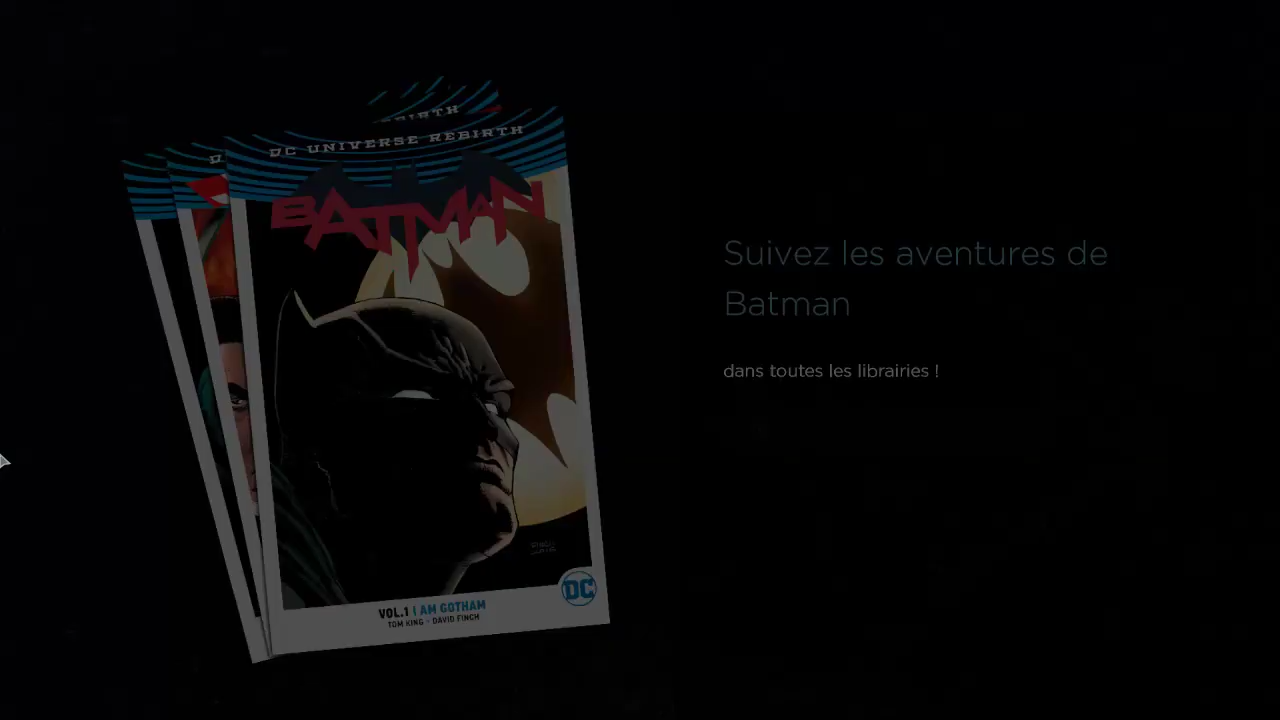 BIRTH
D
DC UNIVERSE REBIRTH
BATMAN
Suivez les aventures de
Batman
dans toutes les librairies !
DC
VOL.1 I AM GOTHAM
TOM KING - DAVID FINCH